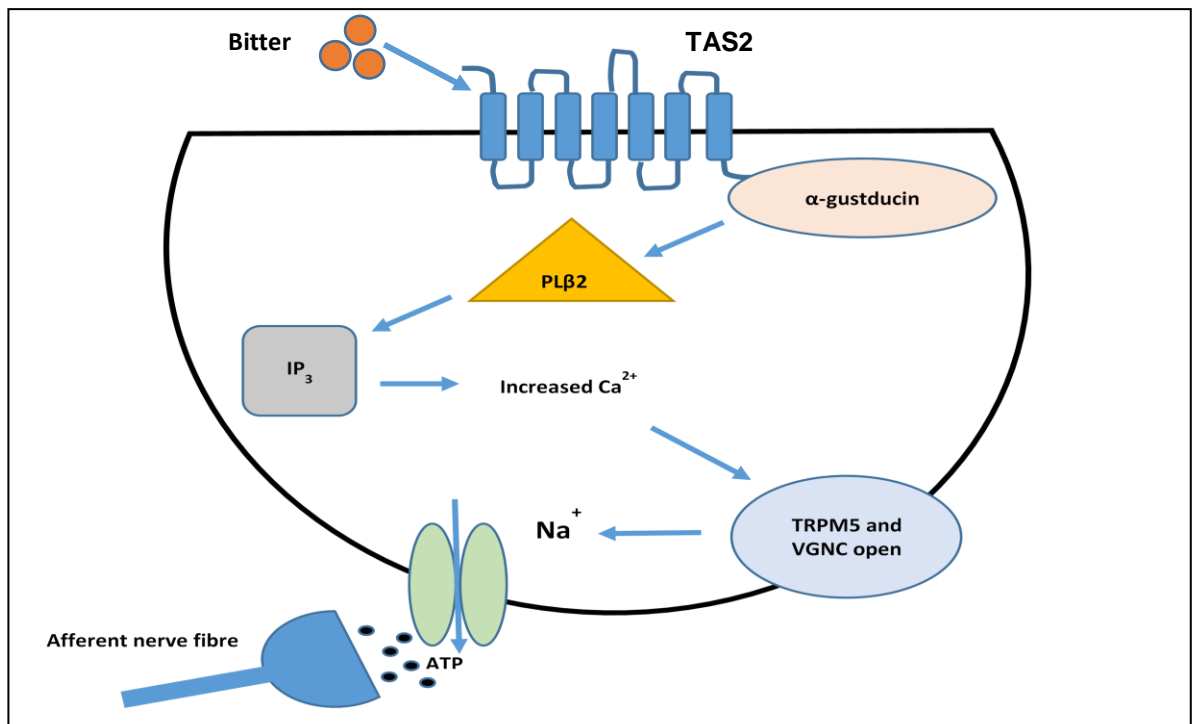 Bitter
TAS2
α-gustducin
PLβ2
IP₃
Increased Ca²⁺
TRPM5 and
VGNC open
Na⁺
ATP
Afferent nerve fibre